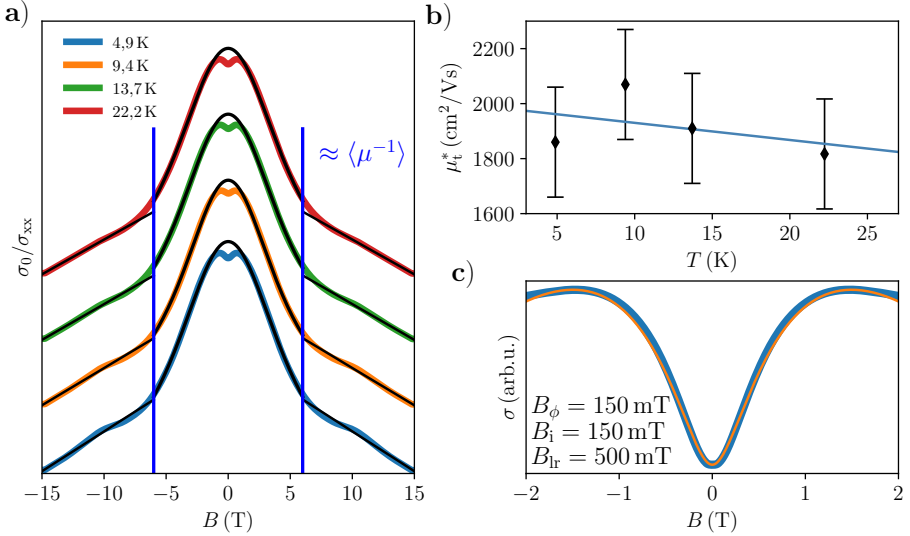 a)
4,9 K
9,4 K
13,7 K
22,2 K
≈ ⟨μ⁻¹⟩
σ₀/σₓₓ
−15 −10 −5 0 5 10 15
B (T)
b)
2200
2000
1800
1600
μₜ* (cm²/Vs)
5 10 15 20 25
T (K)
c)
σ (arb.u.)
B_ϕ = 150 mT
B_i = 150 mT
B_lr = 500 mT
−2 −1 0 1 2
B (T)